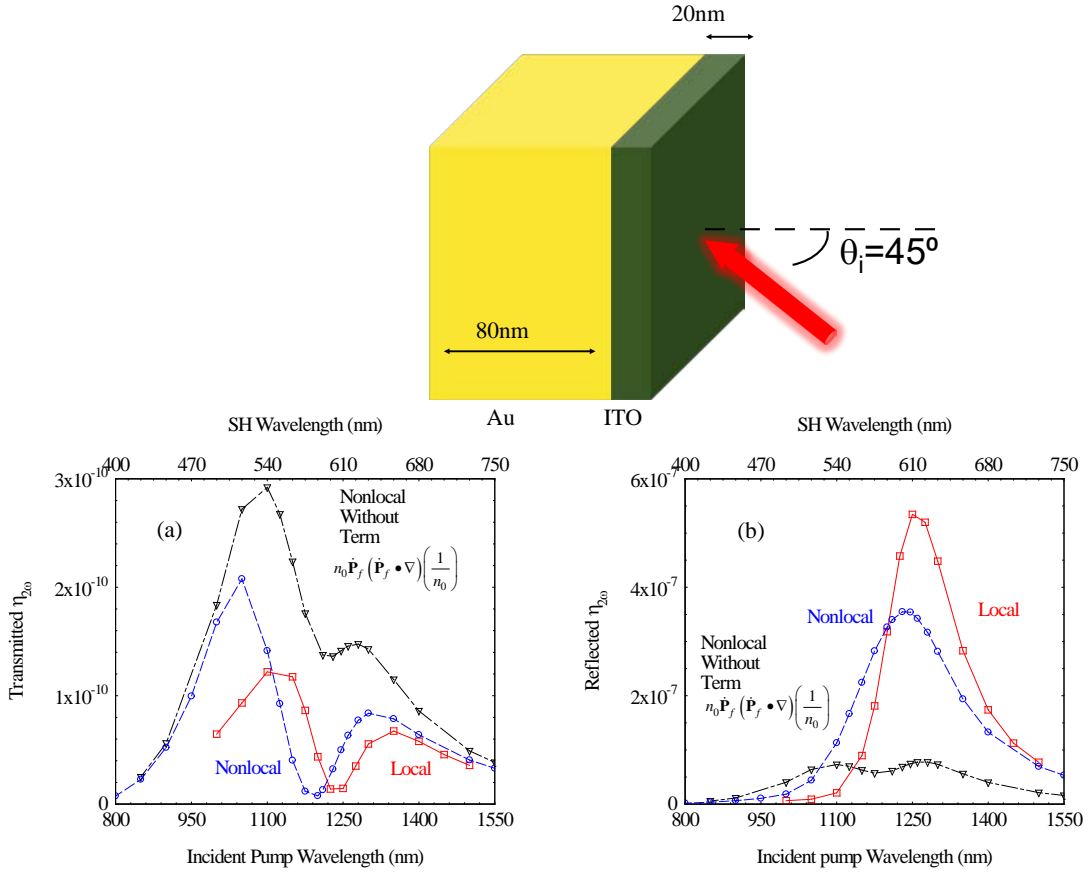 20nm
θi=45º
80nm
Au
ITO
SH Wavelength (nm)
400 470 540 610 680 750
3x10-10
2x10-10
1x10-10
0
Transmitted η2ω
(a)
Nonlocal
Without
Term
n0Ṗf (Ṗf • ∇)(1/n0)
Nonlocal
Local
800 950 1100 1250 1400 1550
Incident Pump Wavelength (nm)
SH Wavelength (nm)
400 470 540 610 680 750
6x10-7
4x10-7
2x10-7
0
Reflected η2ω
(b)
Nonlocal
Local
Nonlocal
Without
Term
n0Ṗf (Ṗf • ∇)(1/n0)
800 950 1100 1250 1400 1550
Incident pump Wavelength (nm)